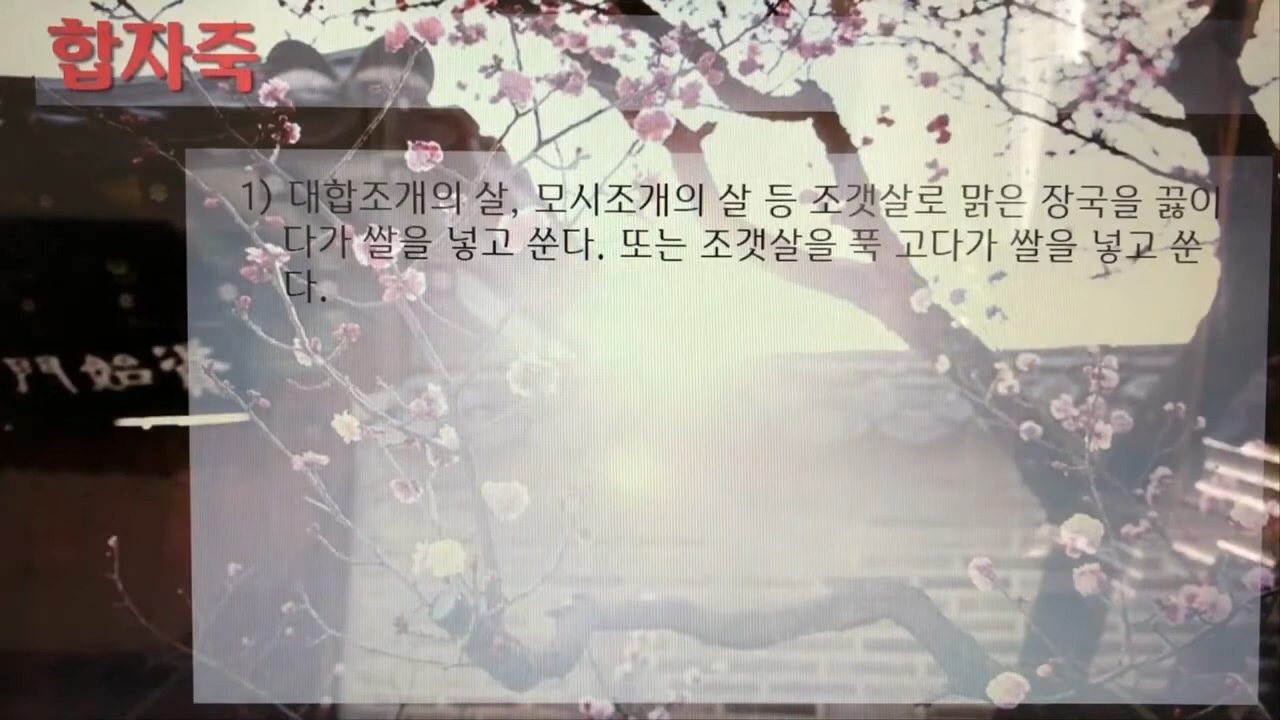 합자죽
1) 대합조개의 살, 모시조개의 살 등 조갯살로 맑은 장국을 끓이
다가 쌀을 넣고 쑨다. 또는 조갯살을 푹 고다가 쌀을 넣고 쑨
다.